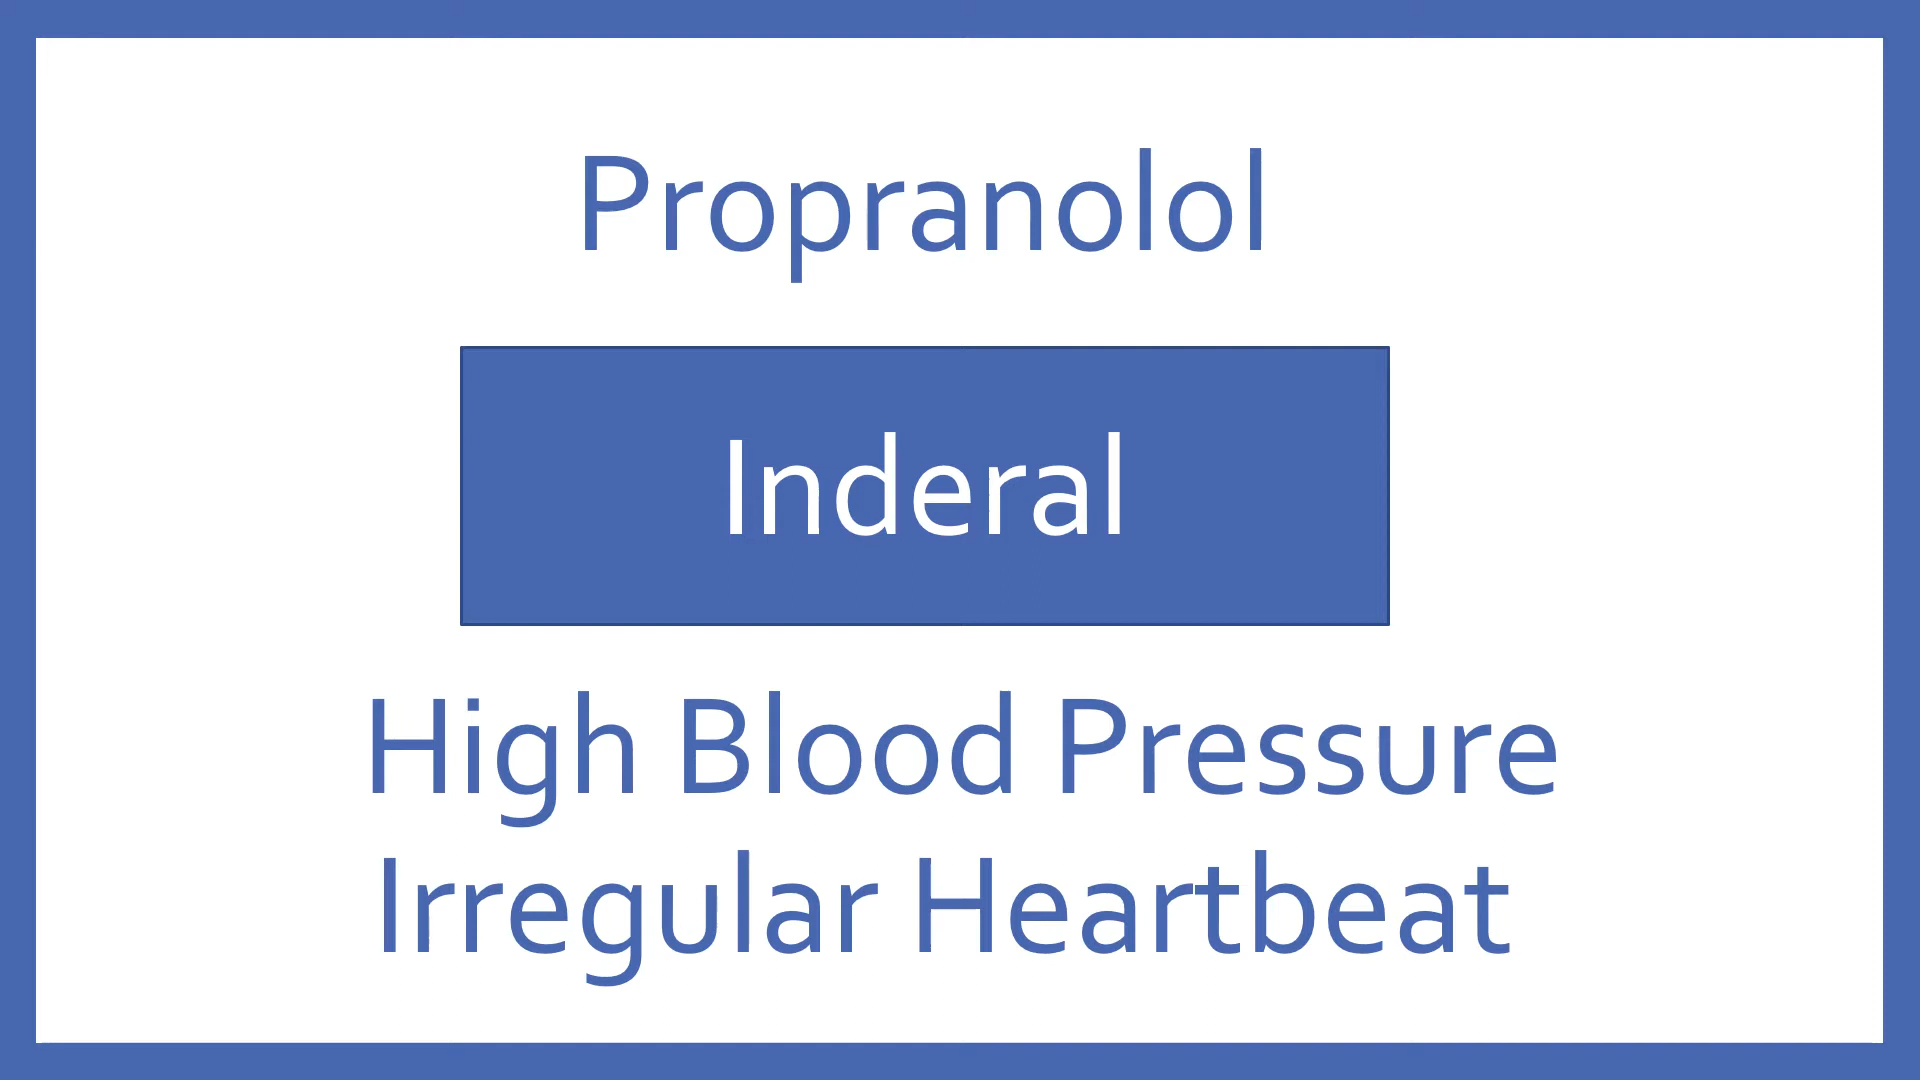 Propranolol
Inderal
High Blood Pressure
Irregular Heartbeat